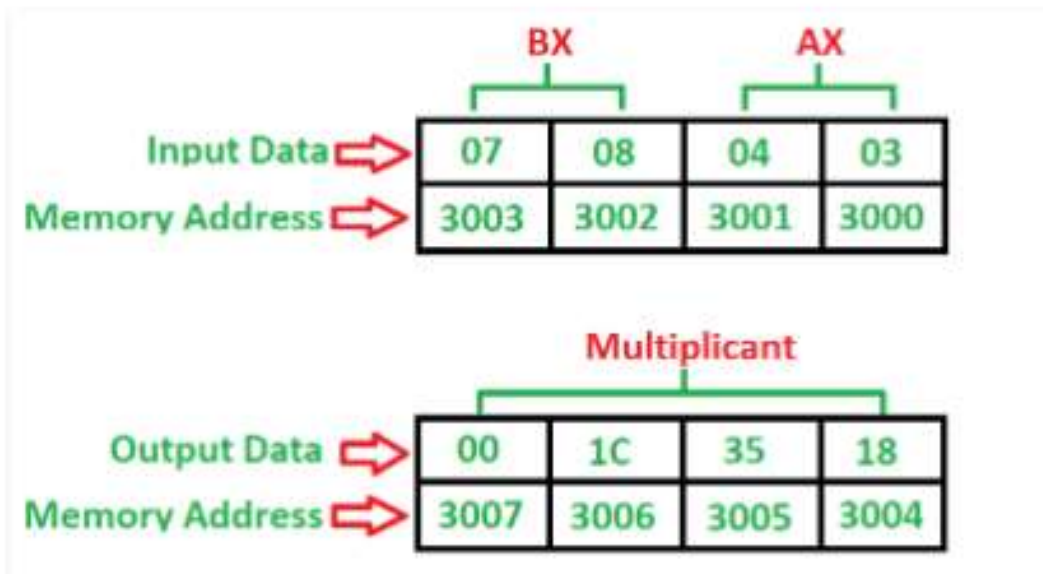 BX AX
Input Data 07 08 04 03
Memory Address 3003 3002 3001 3000
Multiplicant
Output Data 00 1C 35 18
Memory Address 3007 3006 3005 3004